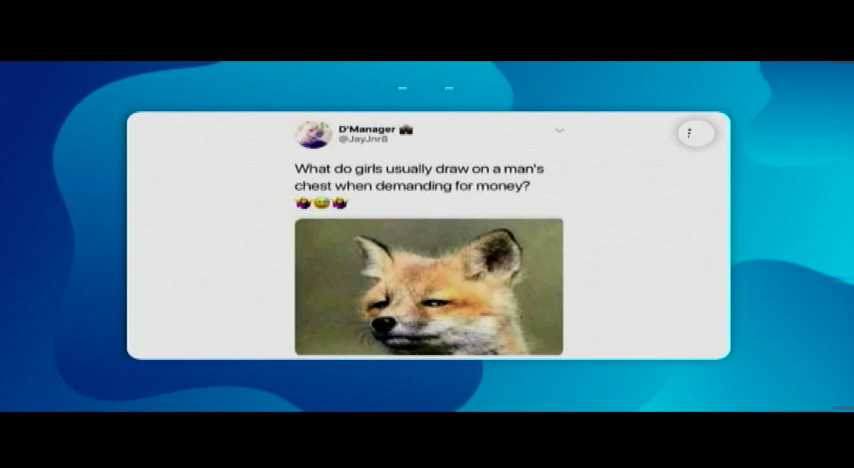 D'Manager
@JayJnr8
What do girls usually draw on a man's
chest when demanding for money?